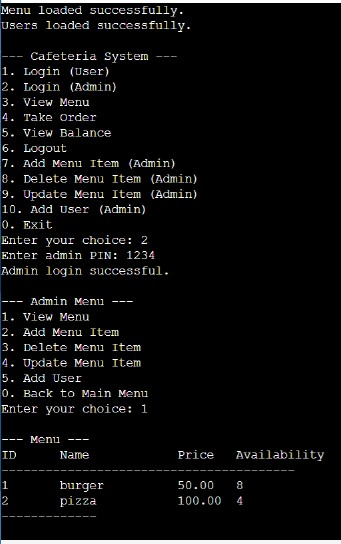 Menu loaded successfully.
Users loaded successfully.
--- Cafeteria System ---
1. Login (User)
2. Login (Admin)
3. View Menu
4. Take Order
5. View Balance
6. Logout
7. Add Menu Item (Admin)
8. Delete Menu Item (Admin)
9. Update Menu Item (Admin)
10. Add User (Admin)
0. Exit
Enter your choice: 2
Enter admin PIN: 1234
Admin login successful.
--- Admin Menu ---
1. View Menu
2. Add Menu Item
3. Delete Menu Item
4. Update Menu Item
5. Add User
0. Back to Main Menu
Enter your choice: 1
--- Menu ---
ID Name Price Availability
----------------------------------------
1 burger 50.00 8
2 pizza 100.00 4
-------------